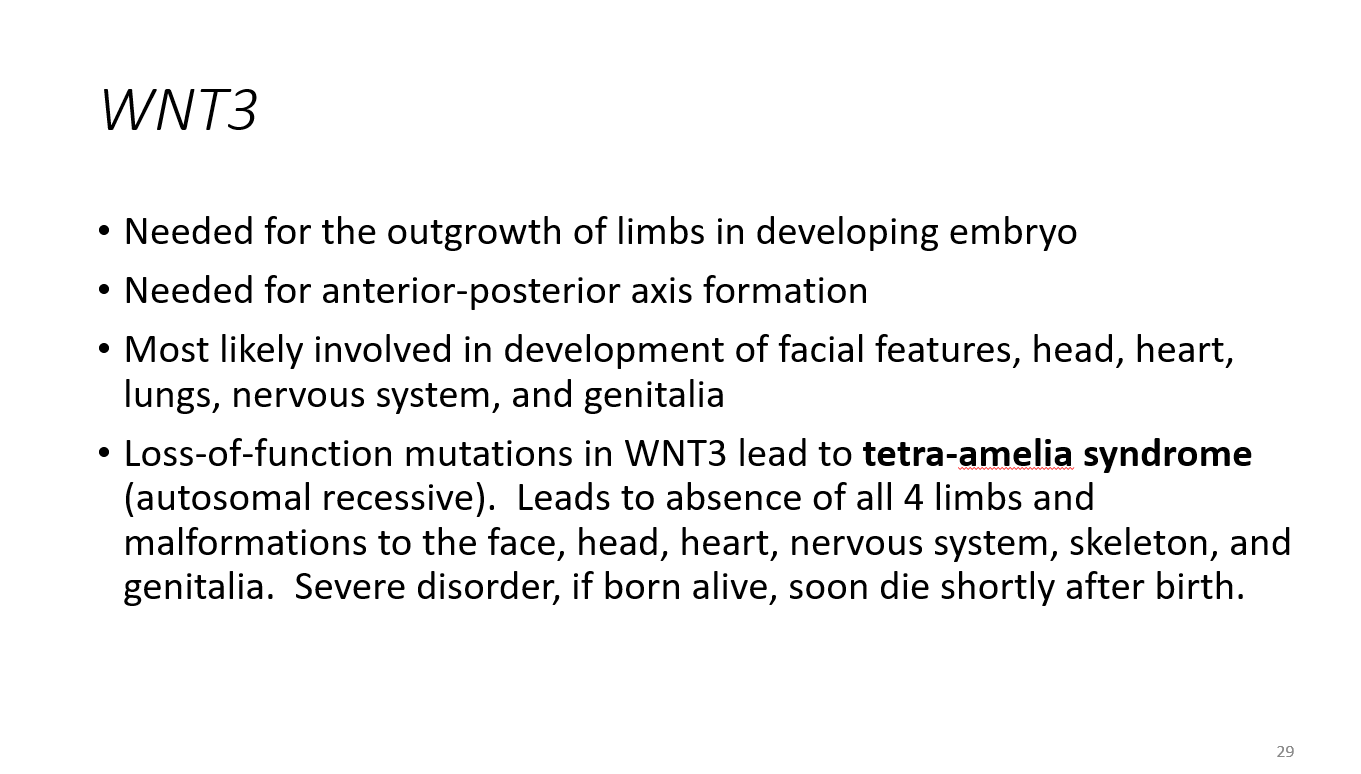 WNT3
• Needed for the outgrowth of limbs in developing embryo
• Needed for anterior-posterior axis formation
• Most likely involved in development of facial features, head, heart,
lungs, nervous system, and genitalia
• Loss-of-function mutations in WNT3 lead to tetra-amelia syndrome
(autosomal recessive).  Leads to absence of all 4 limbs and
malformations to the face, head, heart, nervous system, skeleton, and
genitalia.  Severe disorder, if born alive, soon die shortly after birth.
29